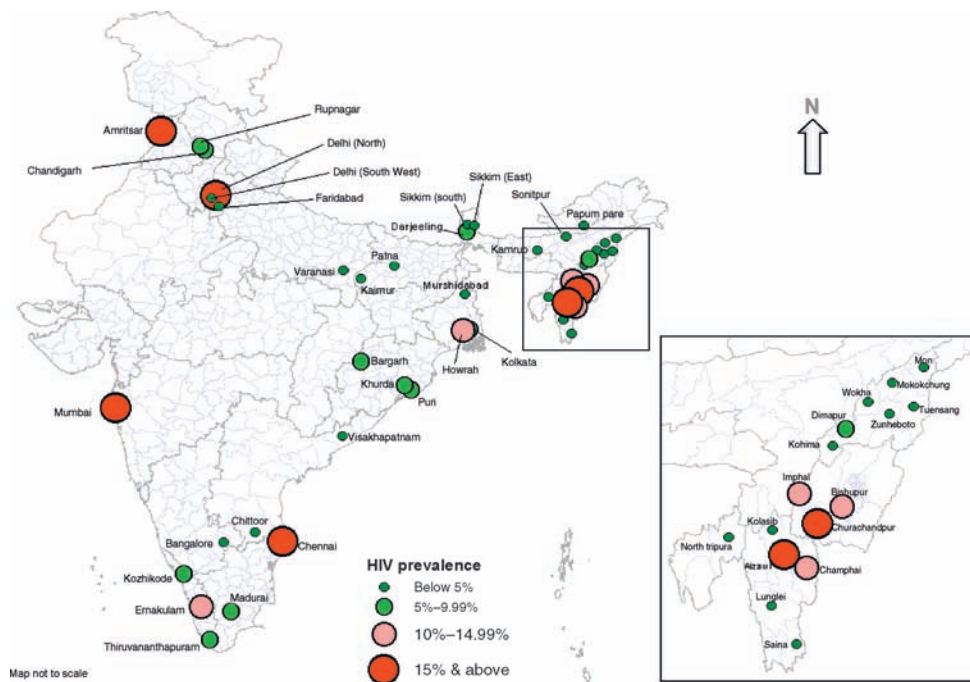 N
Rupnagar
Amritsar
Delhi (North)
Chandigarh
Delhi (South West)
Sikkim (East)
Faridabad
Sikkim (south)
Sonitpur
Papum pare
Darjeeling
Kamrup
Patna
Varanasi
Kaimur
Murshidabad
Kolkata
Howrah
Bargarh
Khurda
Puri
Mumbai
Visakhapatnam
Chittoor
Bangalore
Chennai
Kozhikode
Madurai
Ernakulam
Thiruvananthapuram
HIV prevalence
Below 5%
5%–9.99%
10%–14.99%
15% & above
Map not to scale
Mon
Mokokchung
Wokha
Tuensang
Zunheboto
Dimapur
Kohima
Imphal
Bishupur
Churachandpur
Kolasib
North tripura
Aizawl
Champhai
Lunglei
Saina